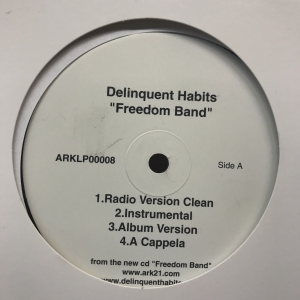 Delinquent Habits
"Freedom Band"
ARKLP00008
Side A
1.Radio Version Clean
2.Instrumental
3.Album Version
4.A Cappela
from the new cd "Freedom Band"
www.ark21.com
www.delinquenthabits